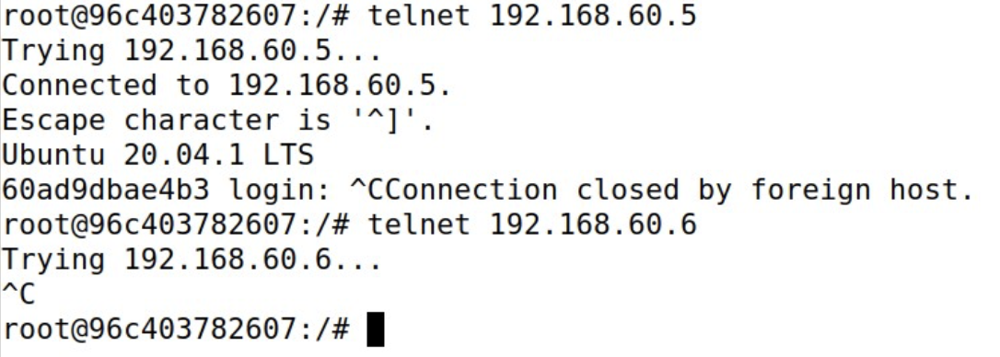 root@96c403782607:/# telnet 192.168.60.5
Trying 192.168.60.5...
Connected to 192.168.60.5.
Escape character is '^]'.
Ubuntu 20.04.1 LTS
60ad9dbae4b3 login: ^CConnection closed by foreign host.
root@96c403782607:/# telnet 192.168.60.6
Trying 192.168.60.6...
^C
root@96c403782607:/#